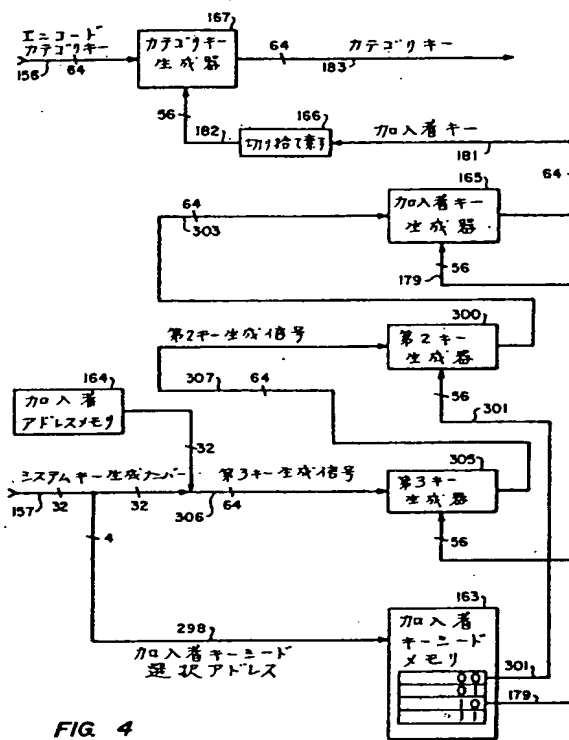 エニコード
カテゴリキー
156
64
167
カテゴリキー
生成器
64
カテゴリキー
183
56
182
166
切り捨て素子
加入者キー
181
64
165
加入者キー
生成器
64
303
179
56
300
第2キー生成信号
第2キー
生成器
307
64
56
301
164
加入者
アドレスメモリ
32
システムキー生成ナンバー
157
32
32
第3キー生成信号
306
64
305
第3キー
生成器
56
4
298
加入者キーシード
選択アドレス
163
加入者
キーシード
メモリ
00
01
10
11
301
179
FIG. 4